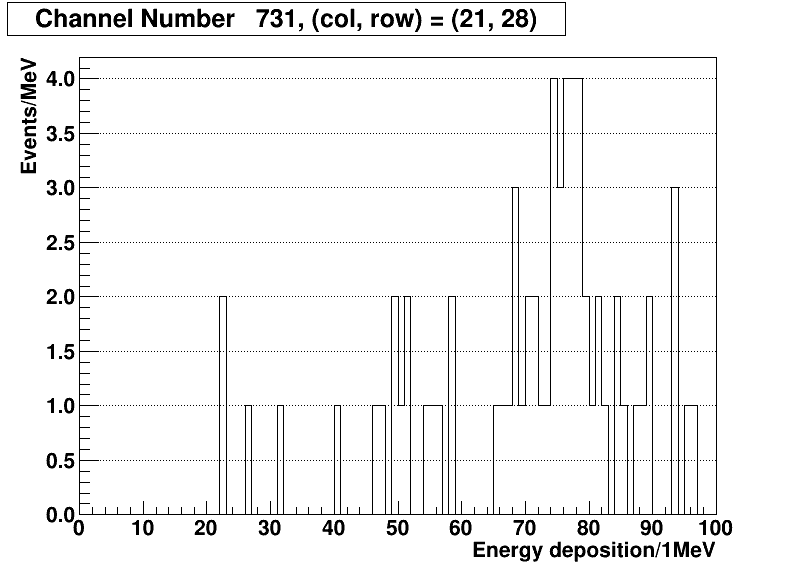 Channel Number 731, (col, row) = (21, 28)
Events/MeV
4.0
3.5
3.0
2.5
2.0
1.5
1.0
0.5
0.0
0 10 20 30 40 50 60 70 80 90 100
Energy deposition/1MeV